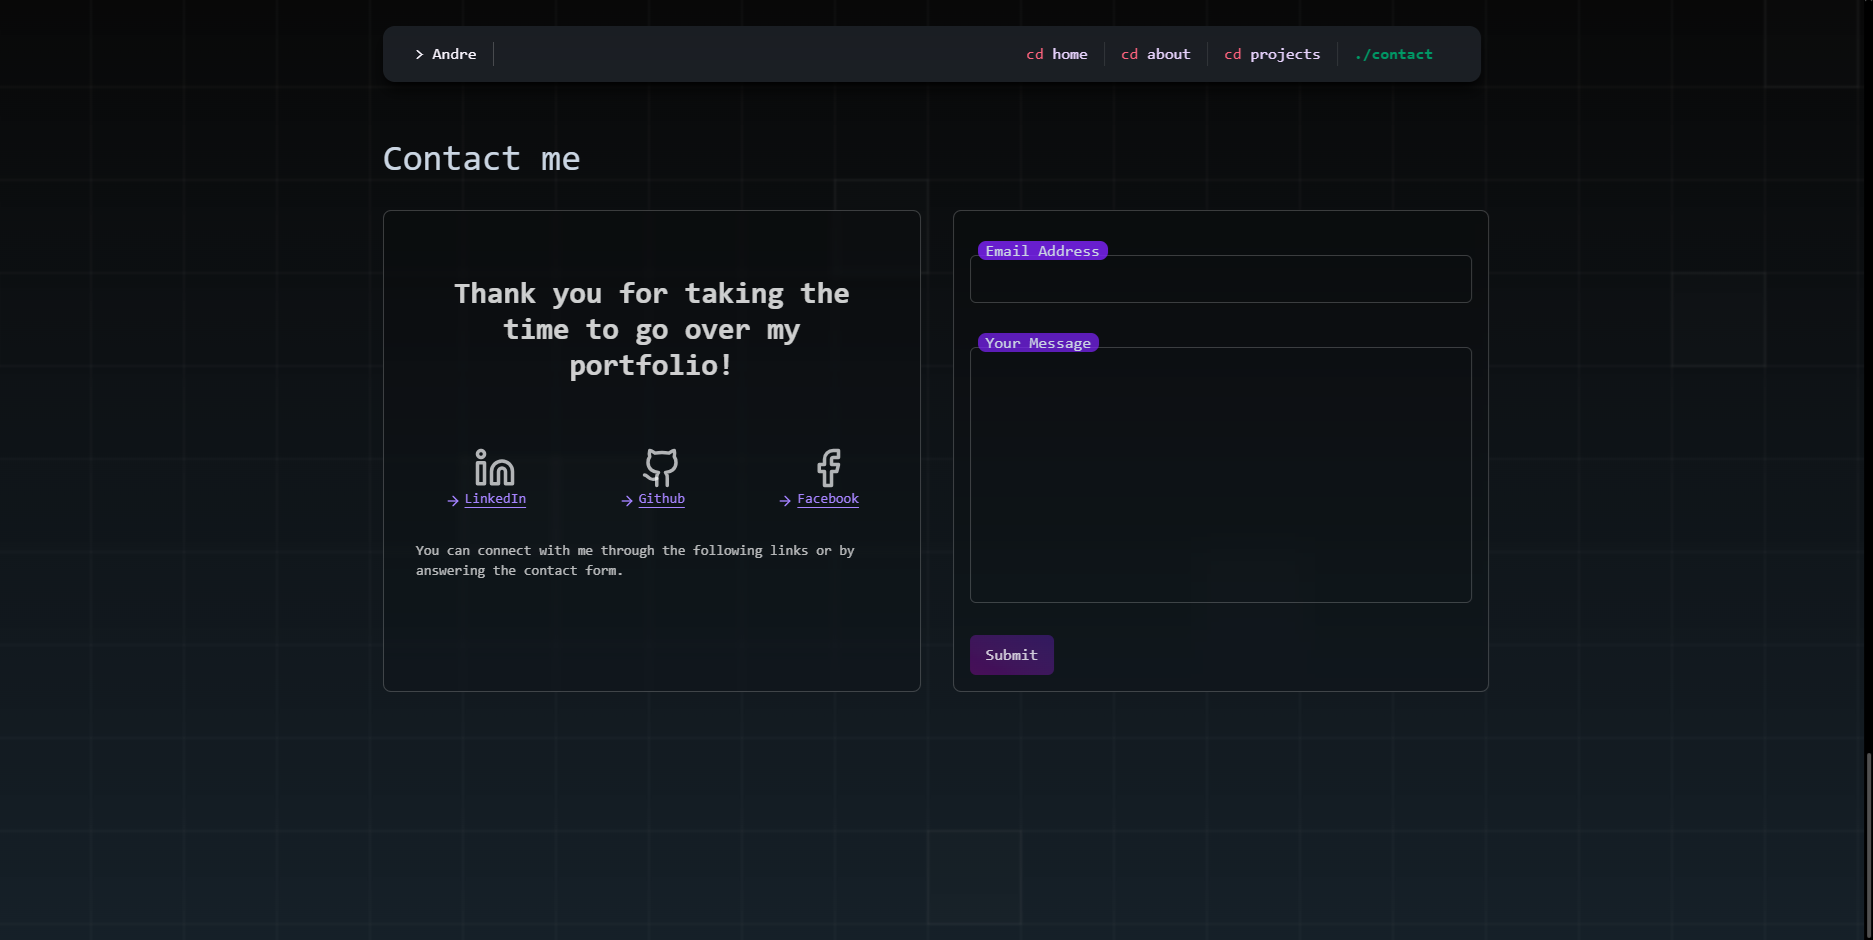 > Andre
cd home
cd about
cd projects
./contact
Contact me
Thank you for taking the
time to go over my
portfolio!
→ LinkedIn
→ Github
→ Facebook
You can connect with me through the following links or by
answering the contact form.
Email Address
Your Message
Submit